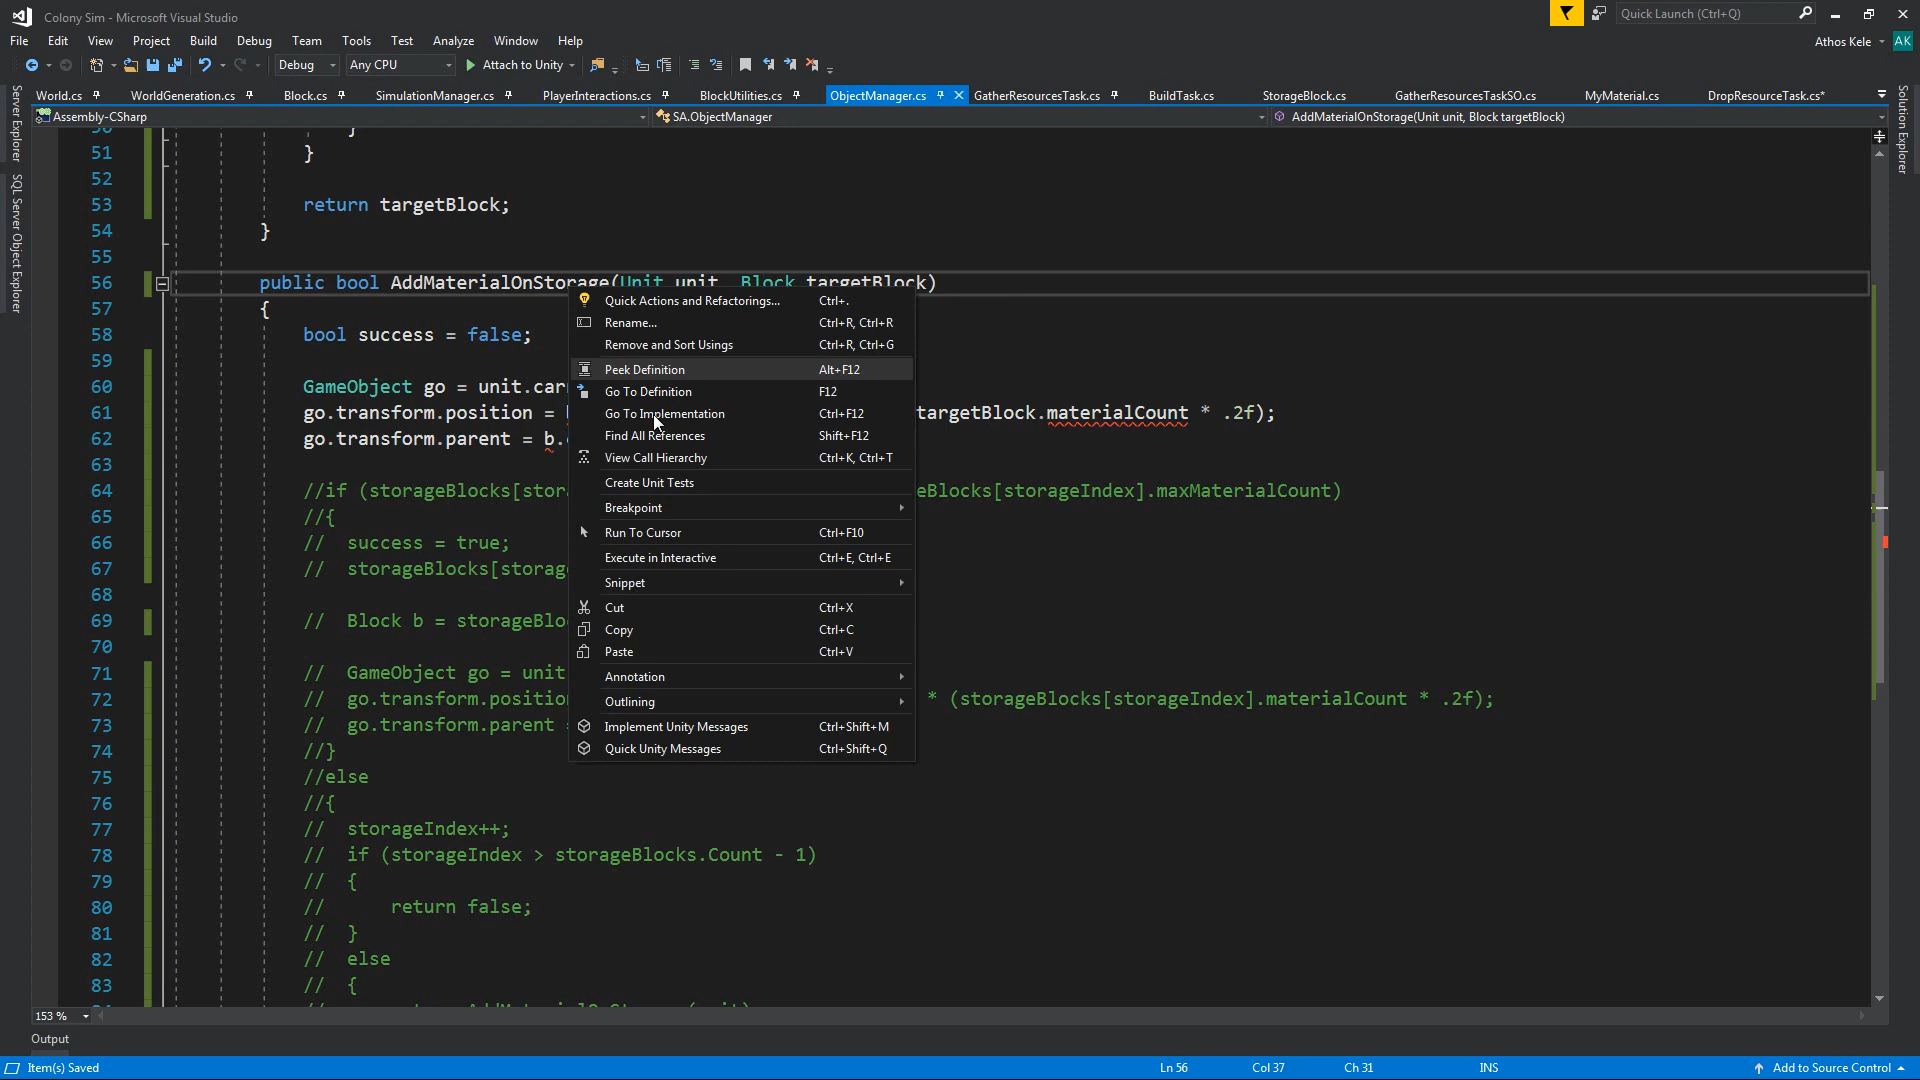 Colony Sim - Microsoft Visual Studio
Quick Launch (Ctrl+Q)
File Edit View Project Build Debug Team Tools Test Analyze Window Help
Athos Kele AK
Debug Any CPU Attach to Unity
World.cs WorldGeneration.cs Block.cs SimulationManager.cs PlayerInteractions.cs BlockUtilities.cs ObjectManager.cs GatherResourcesTask.cs BuildTask.cs StorageBlock.cs GatherResourcesTaskSO.cs MyMaterial.cs DropResourceTask.cs*
Assembly-CSharp SA.ObjectManager AddMaterialOnStorage(Unit unit, Block targetBlock)
Server Explorer
SQL Server Object Explorer
Solution Explorer
50 }
51 }
52
53 return targetBlock;
54 }
55
56 public bool AddMaterialOnStorage(Unit unit, Block targetBlock)
57 {
58 bool success = false;
59
60 GameObject go = unit.car
61 go.transform.position = targetBlock.materialCount * .2f);
62 go.transform.parent = b.
63
64 //if (storageBlocks[stor eBlocks[storageIndex].maxMaterialCount)
65 //{
66 // success = true;
67 // storageBlocks[storag
68
69 // Block b = storageBlo
70
71 // GameObject go = unit
72 // go.transform.positio * (storageBlocks[storageIndex].materialCount * .2f);
73 // go.transform.parent =
74 //}
75 //else
76 //{
77 // storageIndex++;
78 // if (storageIndex > storageBlocks.Count - 1)
79 // {
80 // return false;
81 // }
82 // else
83 // {
Quick Actions and Refactorings... Ctrl+.
Rename... Ctrl+R, Ctrl+R
Remove and Sort Usings Ctrl+R, Ctrl+G
Peek Definition Alt+F12
Go To Definition F12
Go To Implementation Ctrl+F12
Find All References Shift+F12
View Call Hierarchy Ctrl+K, Ctrl+T
Create Unit Tests
Breakpoint
Run To Cursor Ctrl+F10
Execute in Interactive Ctrl+E, Ctrl+E
Snippet
Cut Ctrl+X
Copy Ctrl+C
Paste Ctrl+V
Annotation
Outlining
Implement Unity Messages Ctrl+Shift+M
Quick Unity Messages Ctrl+Shift+Q
153 %
Output
Item(s) Saved Ln 56 Col 37 Ch 31 INS Add to Source Control